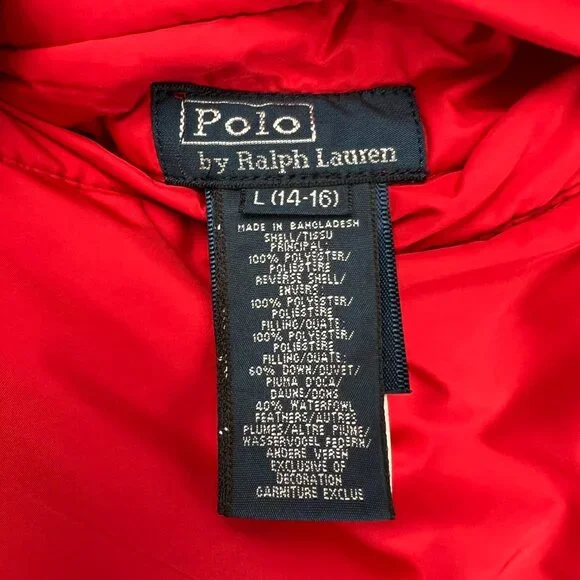 Polo
by Ralph Lauren
L (14-16)
MADE IN BANGLADESH
SHELL/TISSU
PRINCIPAL:
100% POLYESTER/
POLIESTERE
REVERSE SHELL/
ENVERS:
100% POLYESTER/
POLIESTERE
FILLING/OUATE:
100% POLYESTER/
POLIESTERE
FILLING/OUATE:
60% DOWN/DUVET/
PIUMA D'OCA/
DAUNS/DONS
40% WATERFOWL
FEATHERS/AUTRES
PLUMES/ALTRE PIUME/
WASSERVOGEL FEDERN/
ANDERE VEREN
EXCLUSIVE OF
DECORATION
GARNITURE EXCLUE